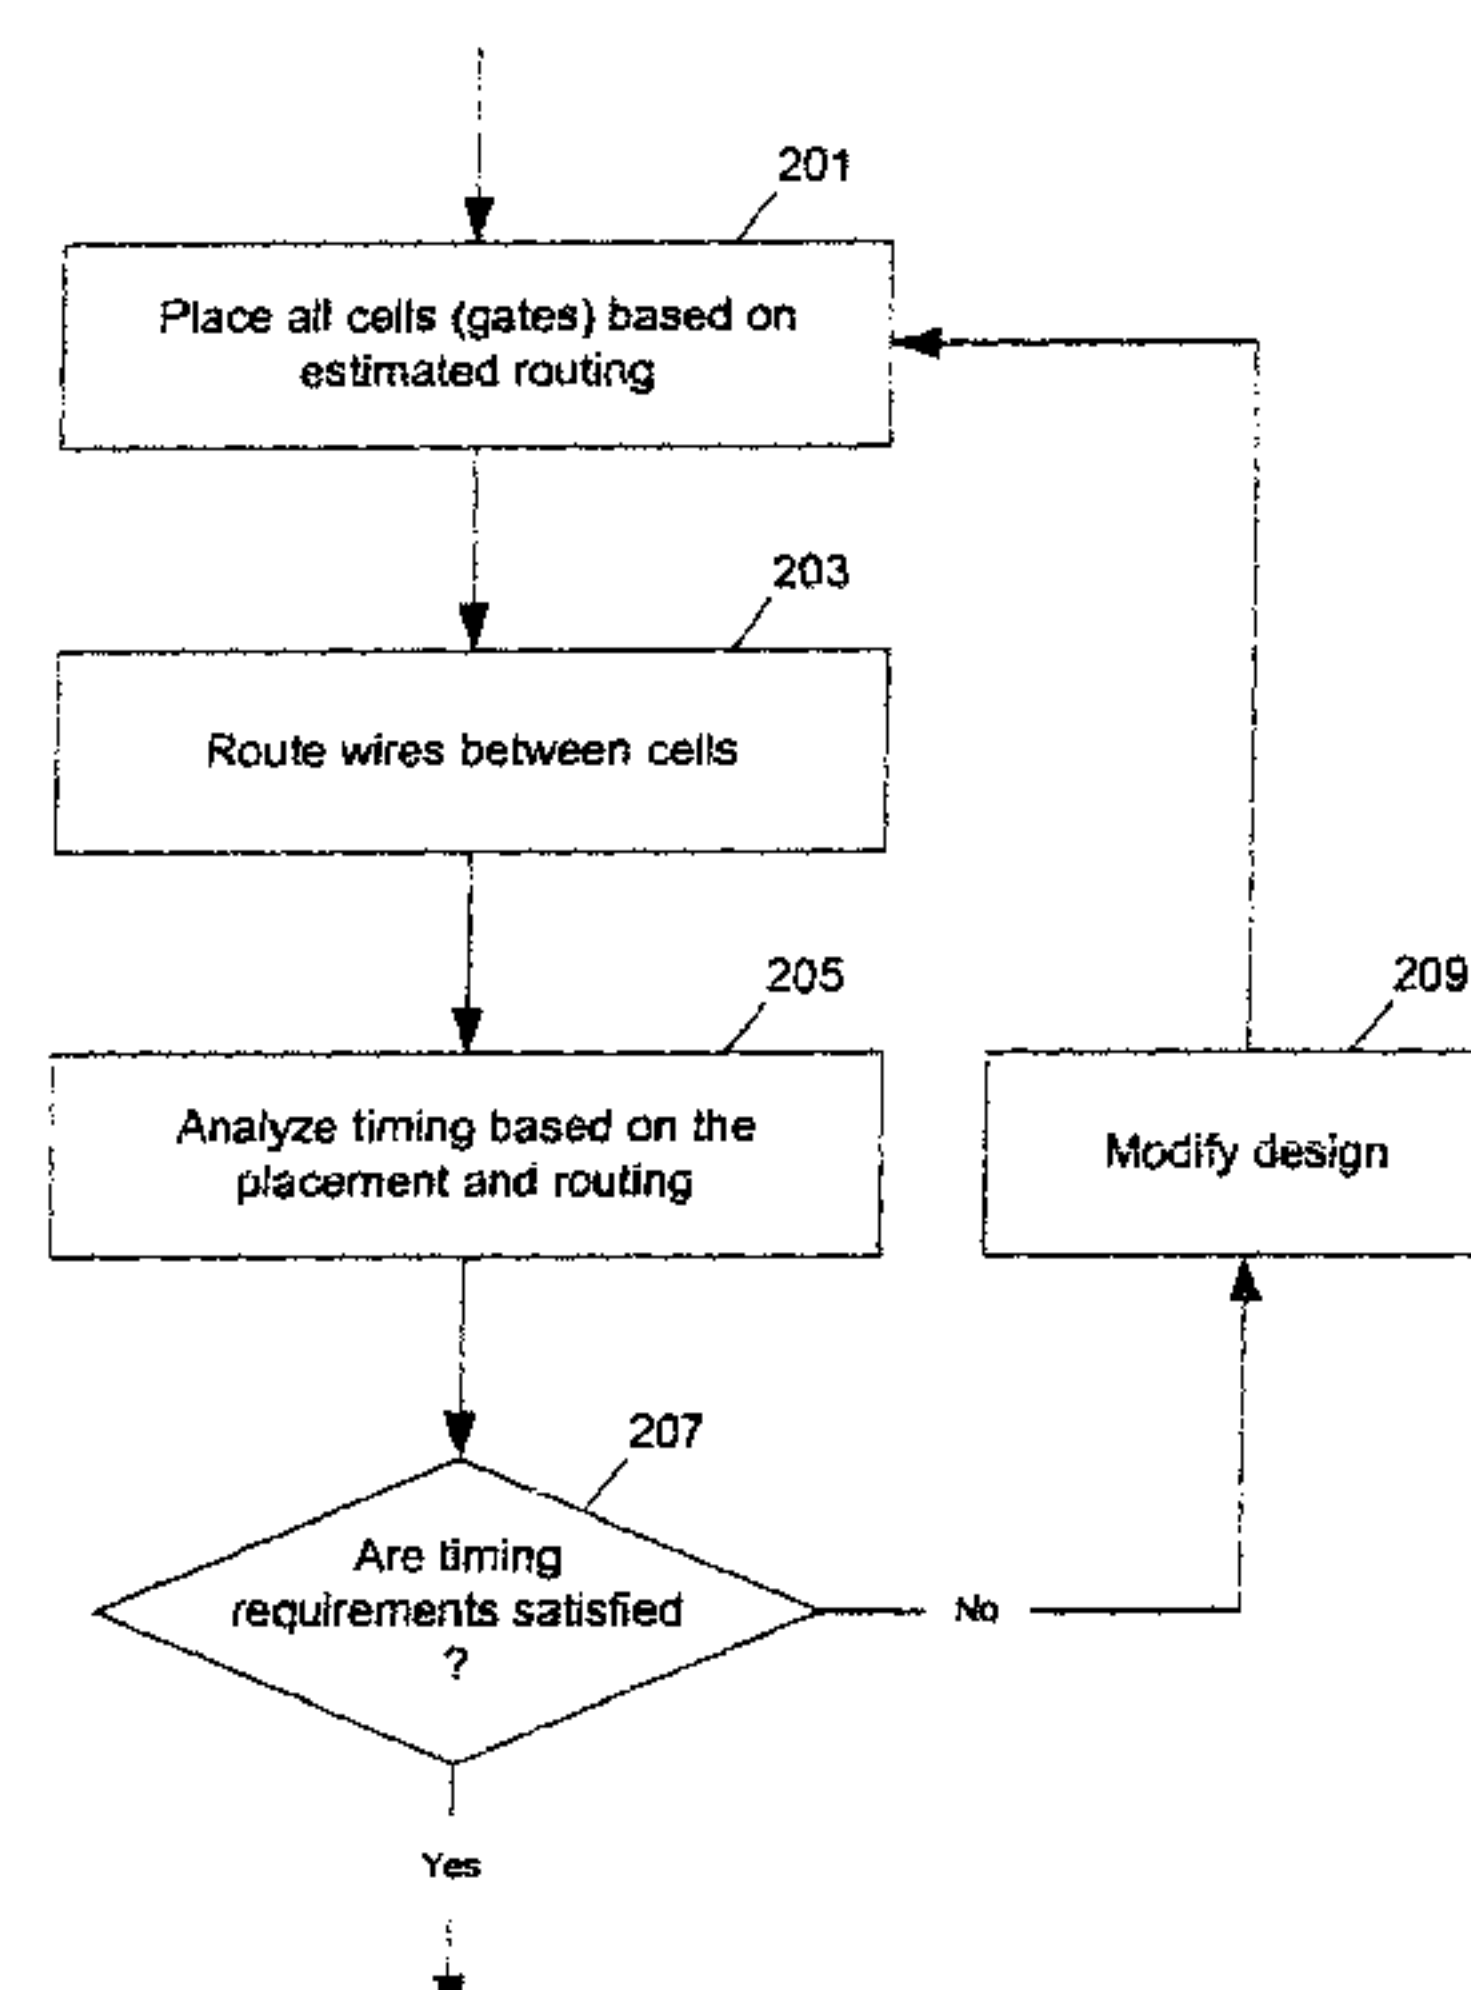 201
Place all cells (gates) based on
estimated routing
203
Route wires between cells
205
Analyze timing based on the
placement and routing
209
Modify design
207
Are timing
requirements satisfied
?
No
Yes